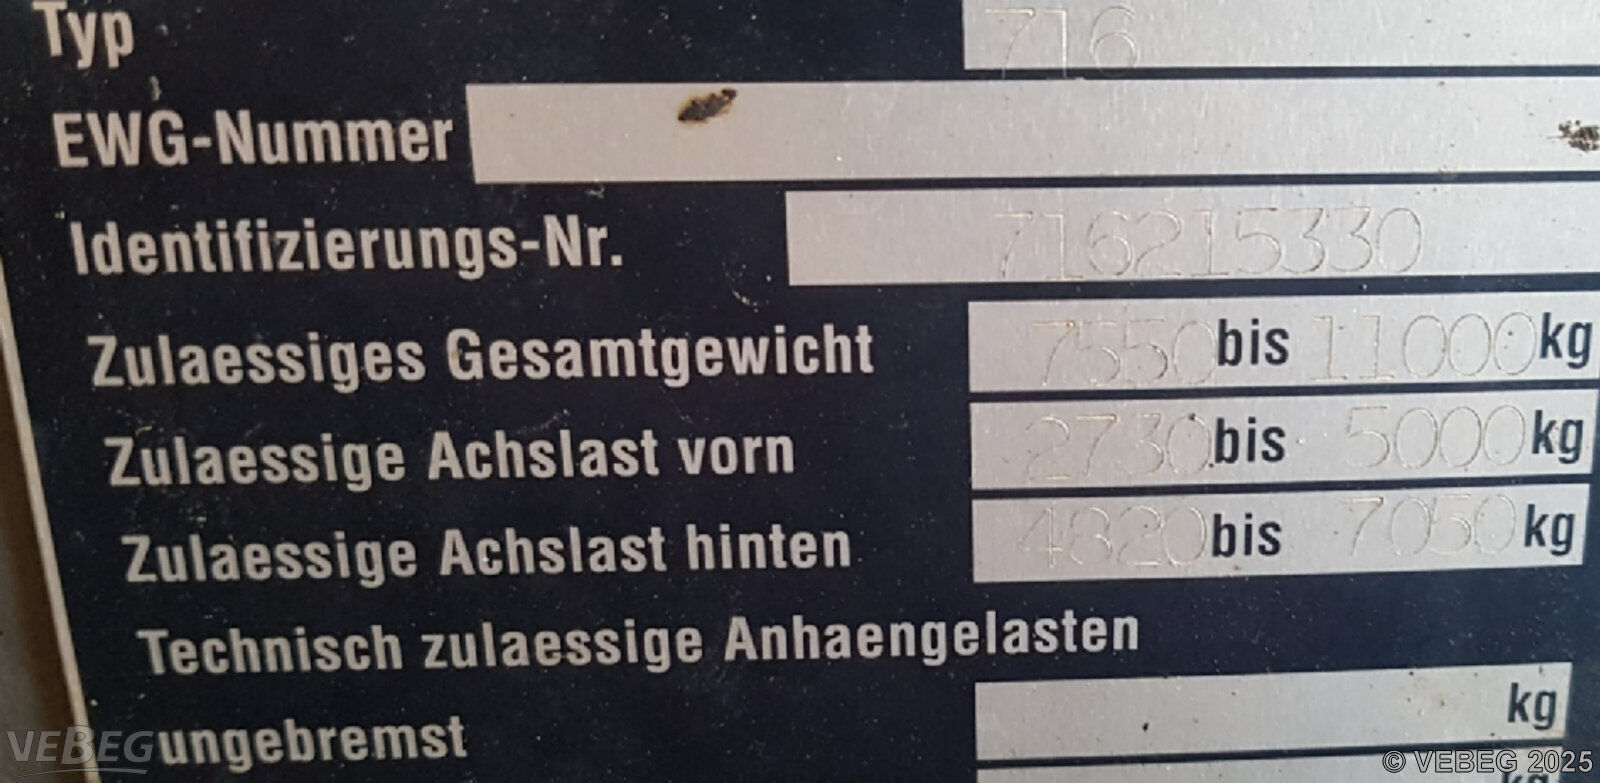 Typ 716
EWG-Nummer
Identifizierungs-Nr. 716215330
Zulaessiges Gesamtgewicht 7550 bis 11000 kg
Zulaessige Achslast vorn 2730 bis 5000 kg
Zulaessige Achslast hinten 4820 bis 7050 kg
Technisch zulaessige Anhaengelasten
ungebremst kg
kg
VEBEG
© VEBEG 2025